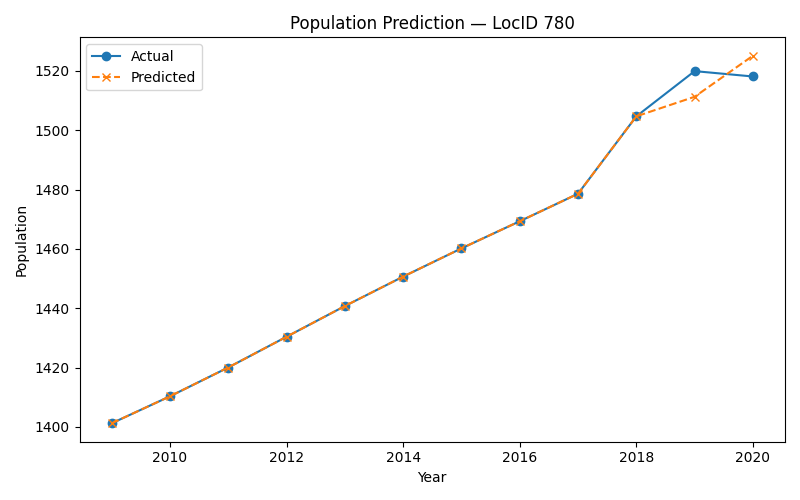 Population Prediction — LocID 780
Actual
Predicted
Population
1520
1500
1480
1460
1440
1420
1400
2010 2012 2014 2016 2018 2020
Year